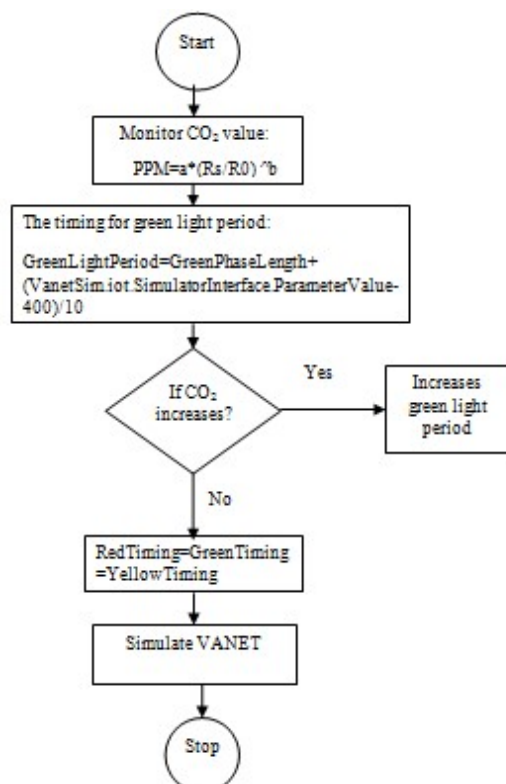 Start
Monitor CO₂ value:
PPM=a*(Rs/R0) ^b
The timing for green light period:
GreenLightPeriod=GreenPhaseLength+
(VanetSim.iot.SimulatorInterface.ParameterValue-
400)/10
If CO₂
increases?
Yes
Increases
green light
period
No
RedTiming=GreenTiming
=YellowTiming
Simulate VANET
Stop